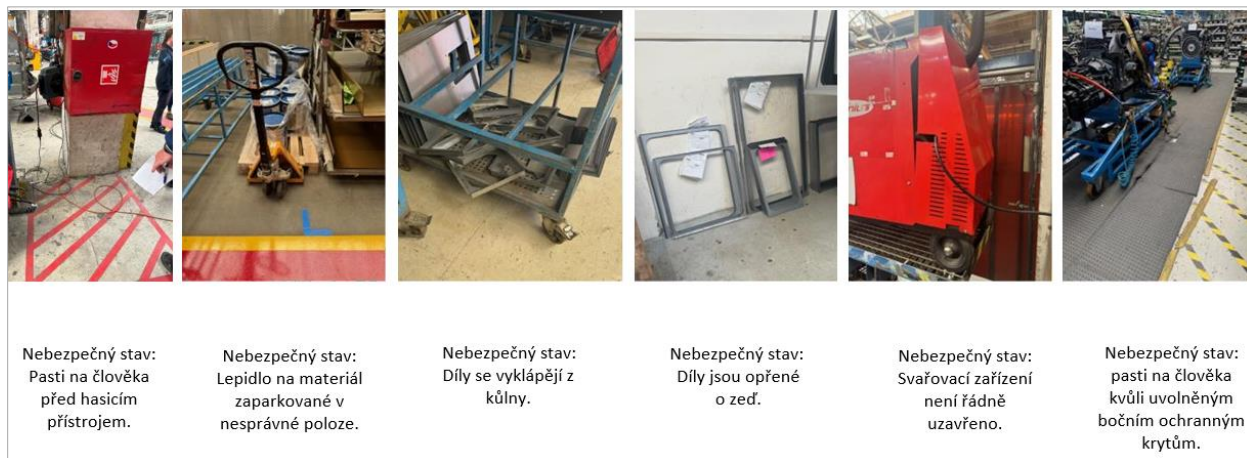 Nebezpečný stav:
Pasti na člověka
před hasicím
přístrojem.
Nebezpečný stav:
Lepidlo na materiál
zaparkované v
nesprávné poloze.
Nebezpečný stav:
Díly se vyklápějí z
kůlny.
Nebezpečný stav:
Díly jsou opřené
o zeď.
Nebezpečný stav:
Svařovací zařízení
není řádně
uzavřeno.
Nebezpečný stav:
pasti na člověka
kvůli uvolněným
bočním ochranným
krytům.